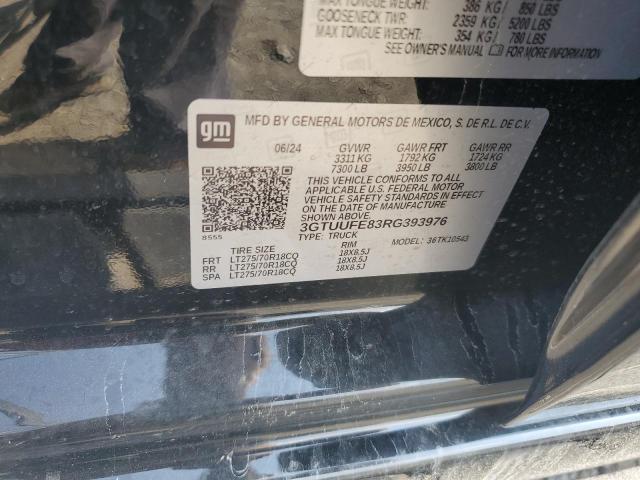 MAX TONGUE WEIGHT: 386 KG / 850 LBS
GOOSENECK TWR: 2359 KG / 5200 LBS
MAX TONGUE WEIGHT: 354 KG / 780 LBS
SEE OWNER'S MANUAL FOR MORE INFORMATION
gm
MFD BY GENERAL MOTORS DE MEXICO, S. DE R.L. DE C.V.
06/24 GVWR GAWR FRT GAWR RR
3311 KG 1792 KG 1724 KG
7300 LB 3950 LB 3800 LB
THIS VEHICLE CONFORMS TO ALL
APPLICABLE U.S. FEDERAL MOTOR
VEHICLE SAFETY STANDARDS IN EFFECT
ON THE DATE OF MANUFACTURE SHOWN ABOVE.
3GTUUFE83RG393976
8555 TYPE: TRUCK MODEL: 36TK10543
TIRE SIZE RIM
FRT LT275/70R18CQ 18X8.5J
RR LT275/70R18CQ 18X8.5J
SPA LT275/70R18CQ 18X8.5J